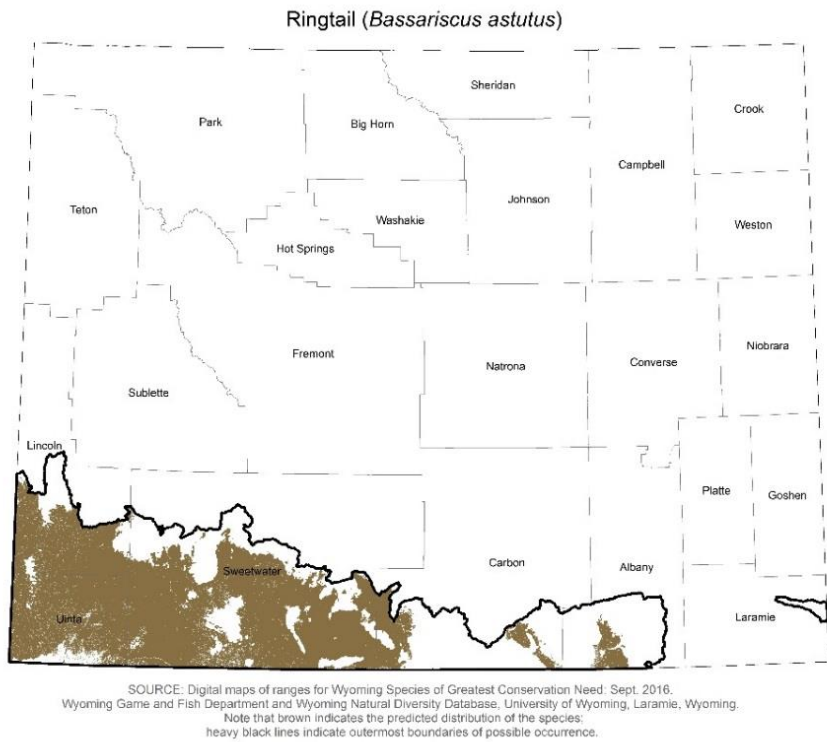 Ringtail (Bassariscus astutus)
Sheridan
Crook
Park
Big Horn
Campbell
Johnson
Teton
Washakie
Weston
Hot Springs
Fremont
Natrona
Converse
Niobrara
Sublette
Lincoln
Platte
Goshen
Carbon
Albany
Sweetwater
Uinta
Laramie
SOURCE: Digital maps of ranges for Wyoming Species of Greatest Conservation Need: Sept. 2016.
Wyoming Game and Fish Department and Wyoming Natural Diversity Database, University of Wyoming, Laramie, Wyoming.
Note that brown indicates the predicted distribution of the species;
heavy black lines indicate outermost boundaries of possible occurrence.